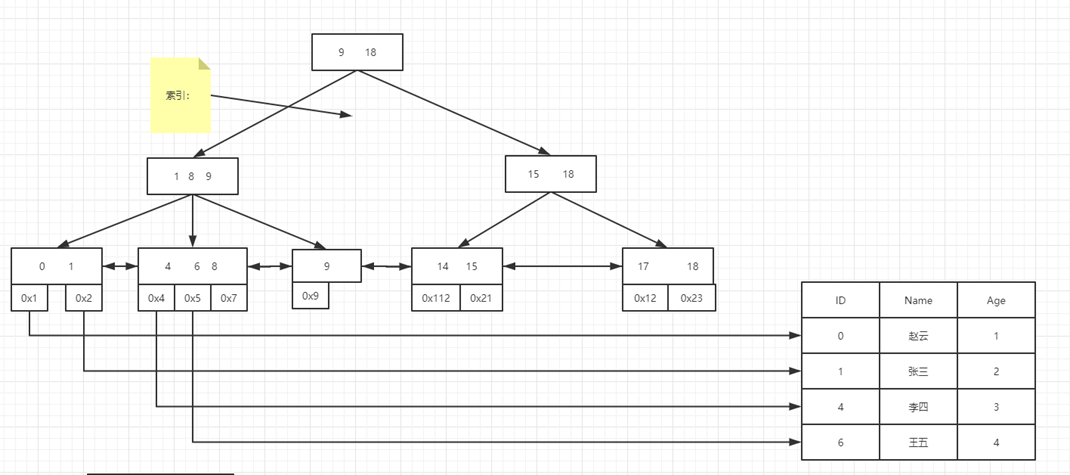 9 18
索引：
1 8 9
15 18
0 1
4 6 8
9
14 15
17 18
0x1 0x2
0x4 0x5 0x7
0x9
0x112 0x21
0x12 0x23
ID Name Age
0 赵云 1
1 张三 2
4 李四 3
6 王五 4